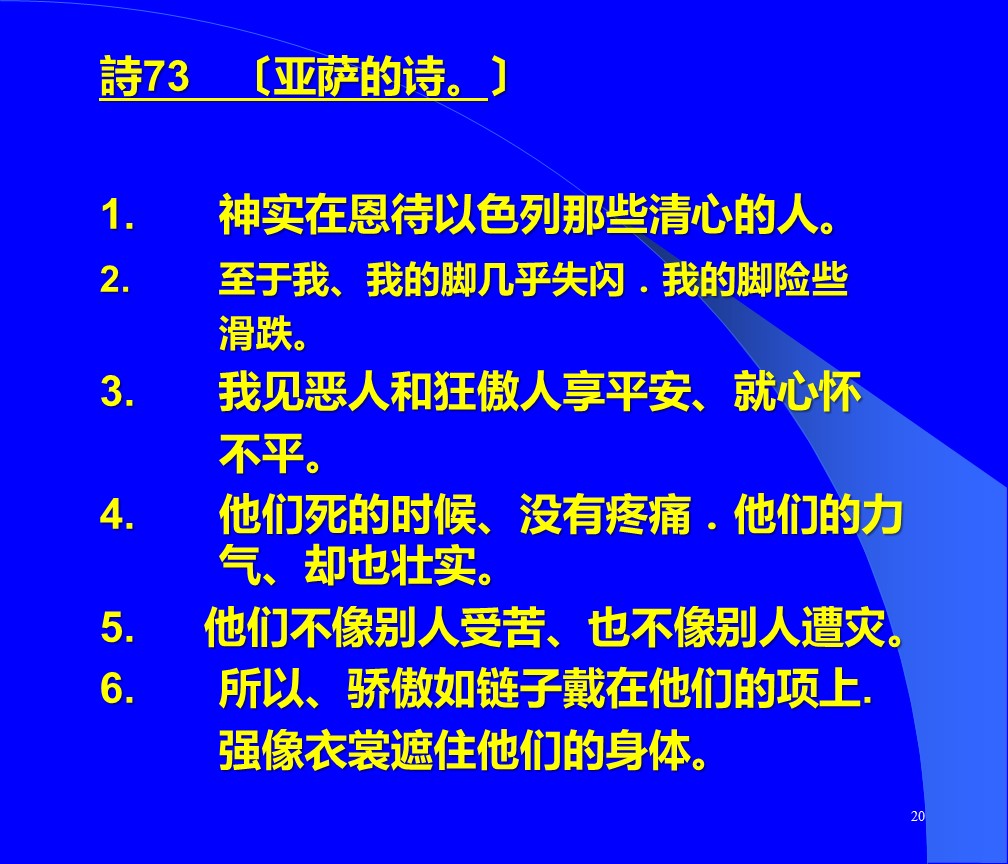 詩73 〔亚萨的诗。〕
1. 神实在恩待以色列那些清心的人。
2. 至于我、我的脚几乎失闪．我的脚险些
滑跌。
3. 我见恶人和狂傲人享平安、就心怀
不平。
4. 他们死的时候、没有疼痛．他们的力
气、却也壮实。
5. 他们不像别人受苦、也不像别人遭灾。
6. 所以、骄傲如链子戴在他们的项上.
强像衣裳遮住他们的身体。
20